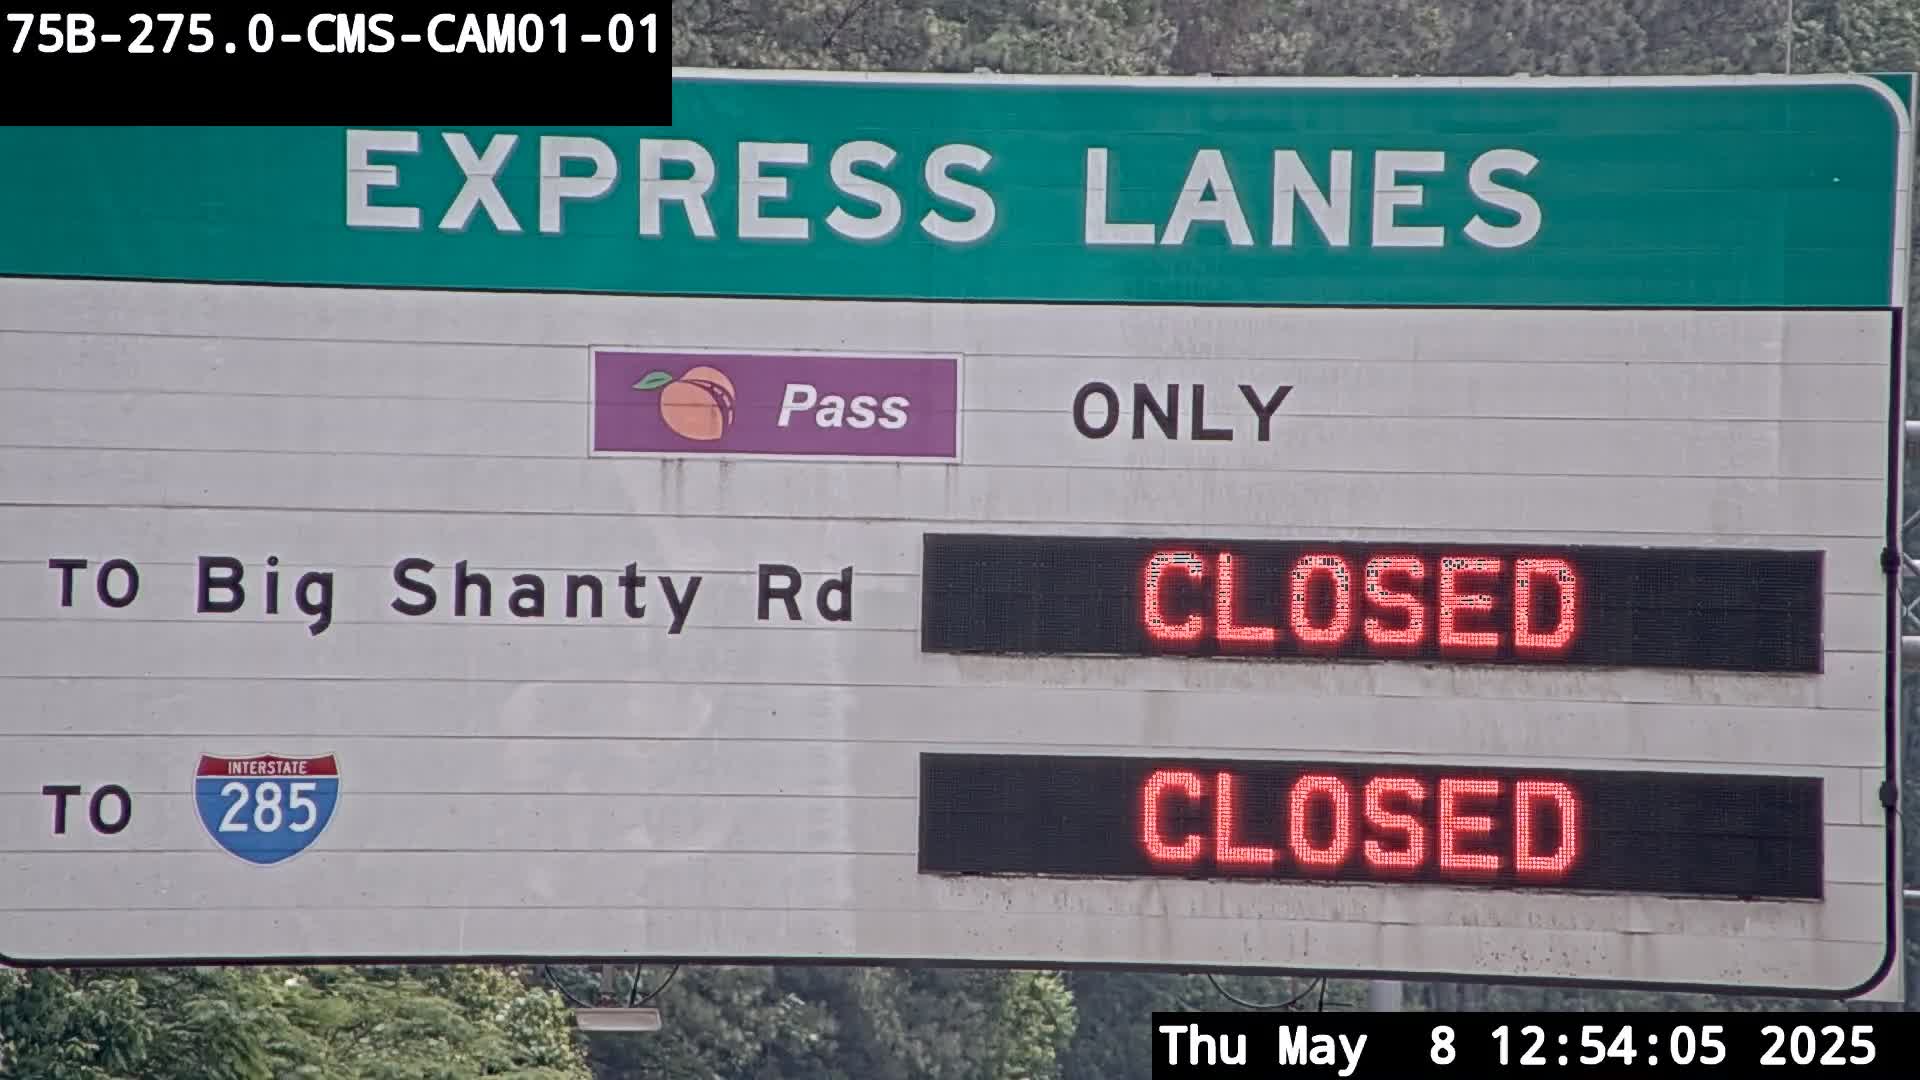 75B-275.0-CMS-CAM01-01
EXPRESS LANES
Pass ONLY
TO Big Shanty Rd CLOSED
TO INTERSTATE 285 CLOSED
Thu May 8 12:54:05 2025